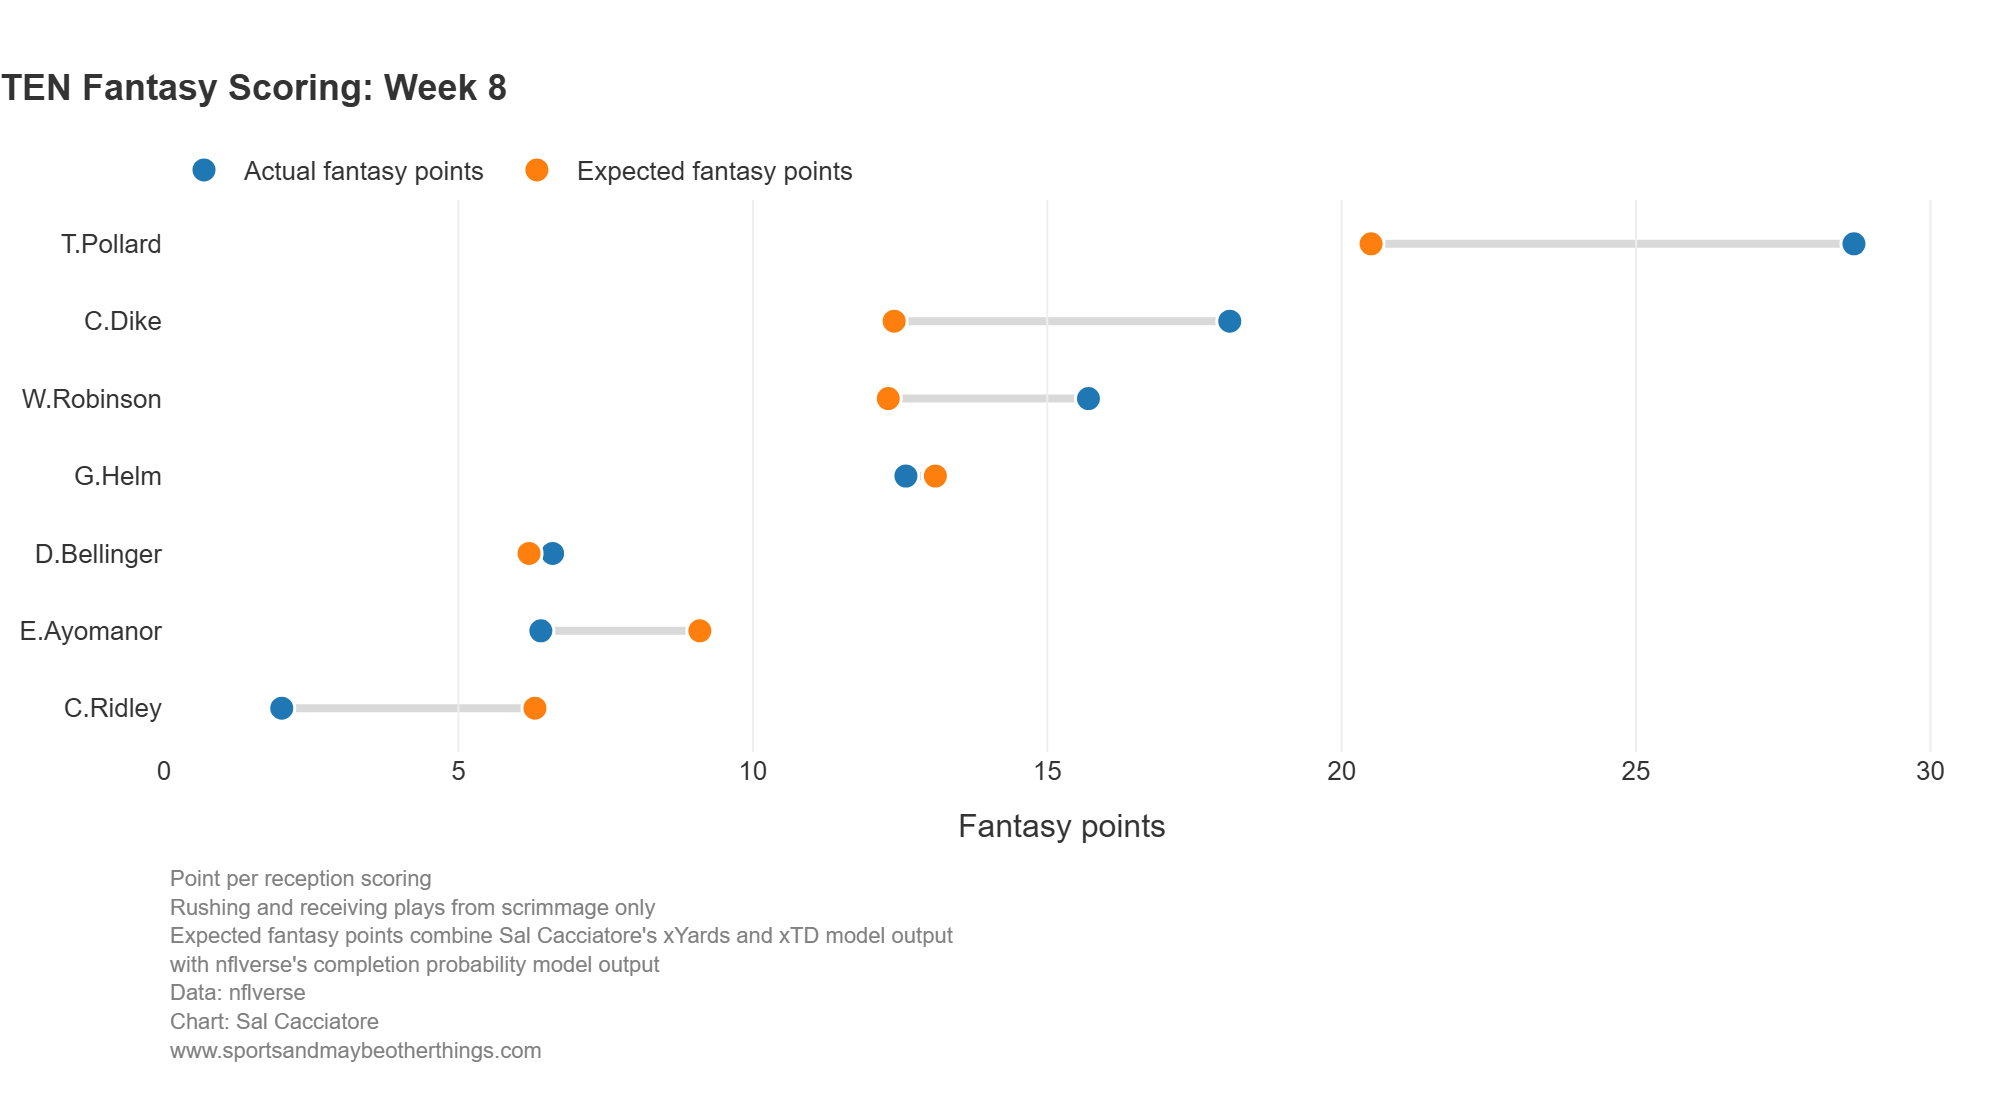 TEN Fantasy Scoring: Week 8
Actual fantasy points
Expected fantasy points
T.Pollard
C.Dike
W.Robinson
G.Helm
D.Bellinger
E.Ayomanor
C.Ridley
0 5 10 15 20 25 30
Fantasy points
Point per reception scoring
Rushing and receiving plays from scrimmage only
Expected fantasy points combine Sal Cacciatore's xYards and xTD model output
with nflverse's completion probability model output
Data: nflverse
Chart: Sal Cacciatore
www.sportsandmaybeotherthings.com